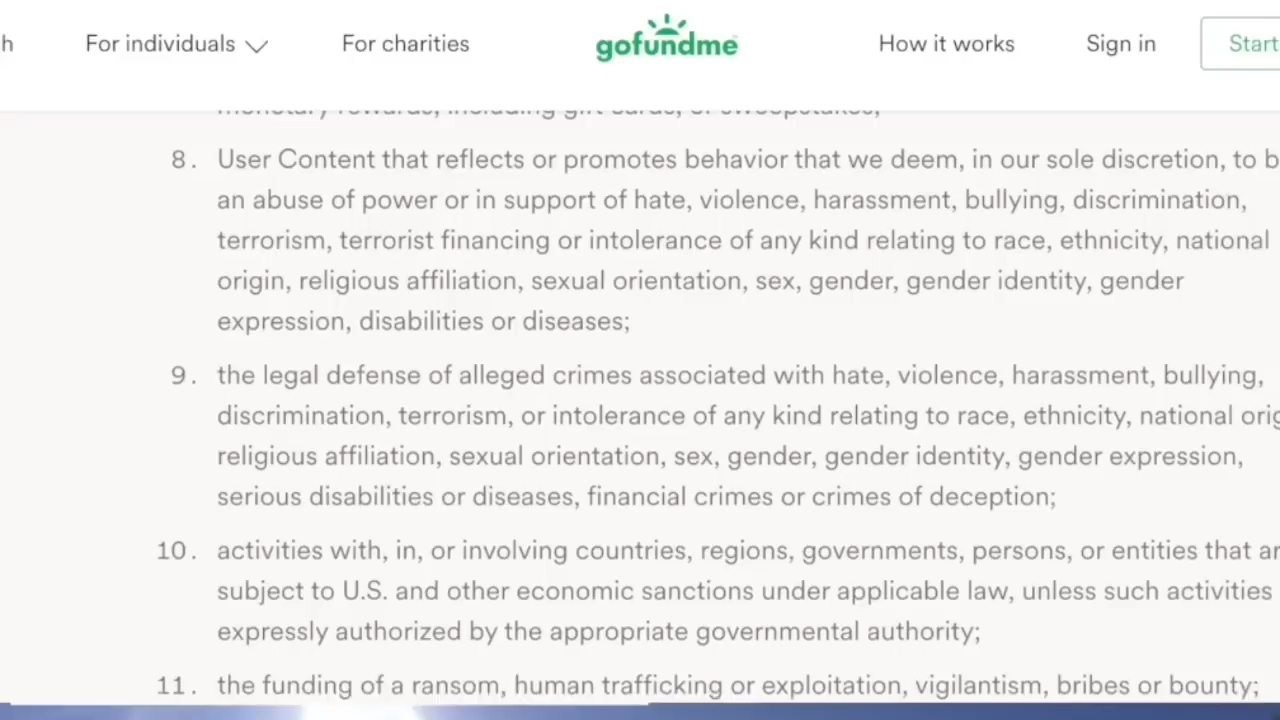 h For individuals For charities gofundme How it works Sign in Start
monetary rewards, including gift cards, or sweepstakes;
8. User Content that reflects or promotes behavior that we deem, in our sole discretion, to b
an abuse of power or in support of hate, violence, harassment, bullying, discrimination,
terrorism, terrorist financing or intolerance of any kind relating to race, ethnicity, national
origin, religious affiliation, sexual orientation, sex, gender, gender identity, gender
expression, disabilities or diseases;
9. the legal defense of alleged crimes associated with hate, violence, harassment, bullying,
discrimination, terrorism, or intolerance of any kind relating to race, ethnicity, national orig
religious affiliation, sexual orientation, sex, gender, gender identity, gender expression,
serious disabilities or diseases, financial crimes or crimes of deception;
10. activities with, in, or involving countries, regions, governments, persons, or entities that ar
subject to U.S. and other economic sanctions under applicable law, unless such activities
expressly authorized by the appropriate governmental authority;
11. the funding of a ransom, human trafficking or exploitation, vigilantism, bribes or bounty;